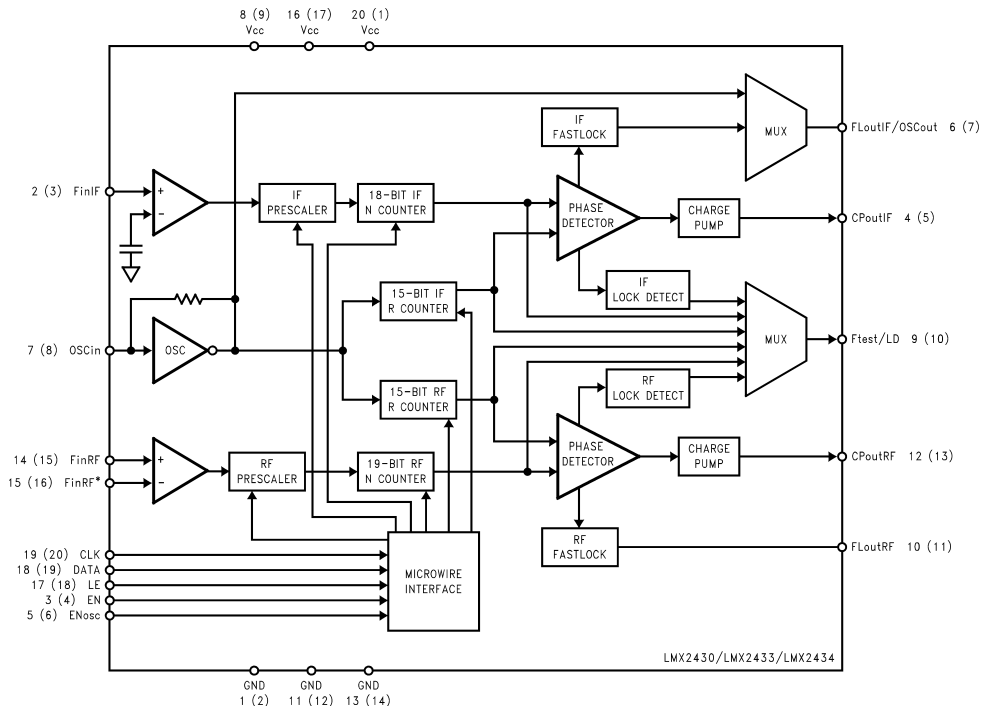 8 (9) 16 (17) 20 (1)
Vcc Vcc Vcc
IF
FASTLOCK
MUX
FLoutIF/OSCout 6 (7)
2 (3) FinIF
+
−
IF
PRESCALER
18-BIT IF
N COUNTER
PHASE
DETECTOR
CHARGE
PUMP
CPoutIF 4 (5)
15-BIT IF
R COUNTER
IF
LOCK DETECT
7 (8) OSCin
OSC
MUX
Ftest/LD 9 (10)
15-BIT RF
R COUNTER
RF
LOCK DETECT
14 (15) FinRF
15 (16) FinRF*
+
−
RF
PRESCALER
19-BIT RF
N COUNTER
PHASE
DETECTOR
CHARGE
PUMP
CPoutRF 12 (13)
RF
FASTLOCK
FLoutRF 10 (11)
19 (20) CLK
18 (19) DATA
17 (18) LE
3 (4) EN
5 (6) ENosc
MICROWIRE
INTERFACE
LMX2430/LMX2433/LMX2434
GND GND GND
1 (2) 11 (12) 13 (14)